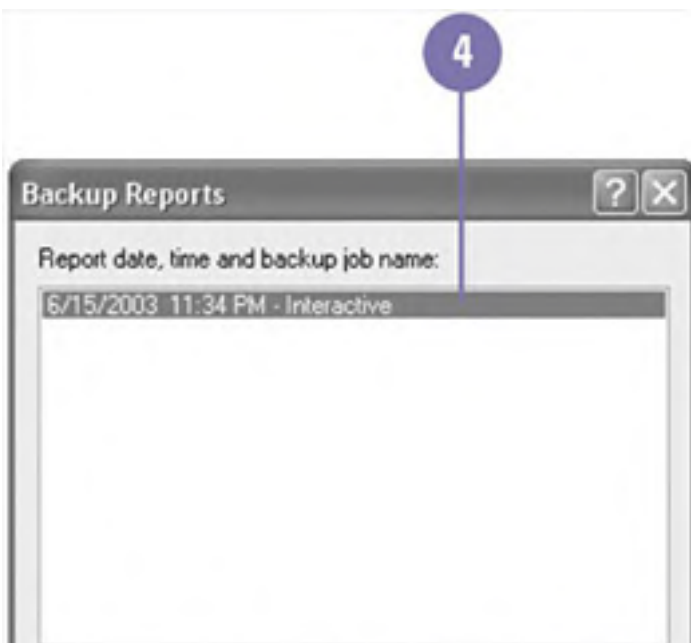 4
Backup Reports
Report date, time and backup job name:
6/15/2003 11:34 PM - Interactive